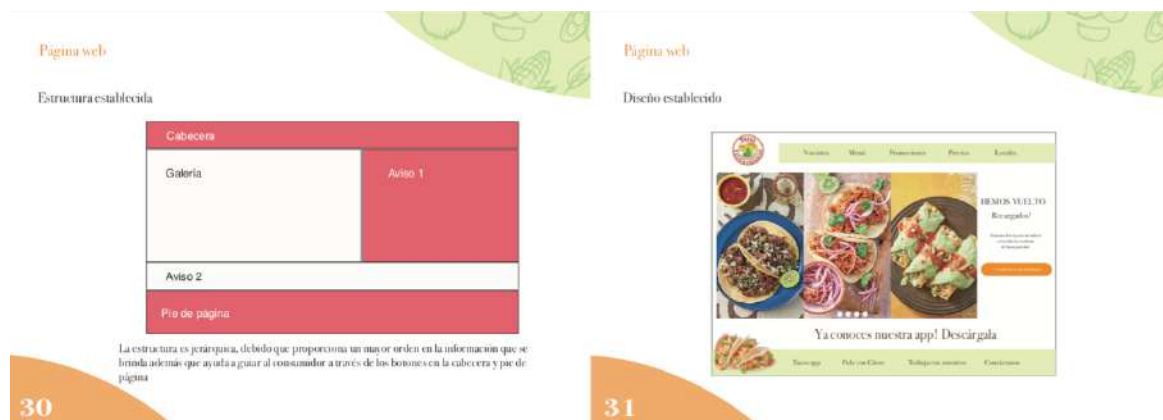 Página web
Estructura establecida
Cabecera
Galería
Aviso 1
Aviso 2
Pie de página
La estructura es jerárquica, debido que proporciona un mayor orden en la información que se
brinda además que ayuda a guiar al consumidor a través de los botones en la cabecera y pie de
página
30
Página web
Diseño establecido
Nosotros Menú Promociones Precios Locales
HEMOS VUELTO
Recargados!
Ya conoces nuestra app! Descárgala
Tacos app Pide con Trabaja con nosotros Contáctanos
31